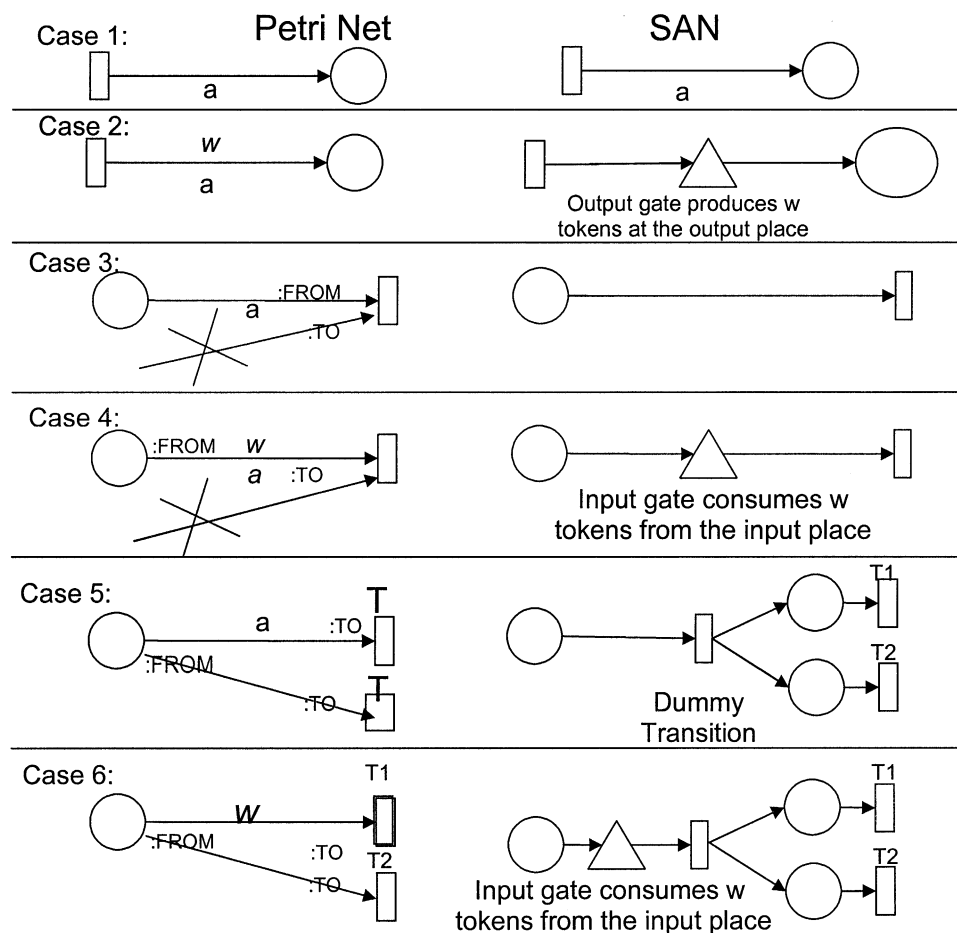 Petri Net
SAN
Case 1:
a
a
Case 2:
w
a
Output gate produces w
tokens at the output place
Case 3:
:FROM
a
:TO
Case 4:
:FROM
w
a
:TO
Input gate consumes w
tokens from the input place
Case 5:
T
a
:TO
:FROM
T
:TO
T1
T2
Dummy
Transition
Case 6:
T1
w
:FROM
:TO
T2
:TO
T1
T2
Input gate consumes w
tokens from the input place